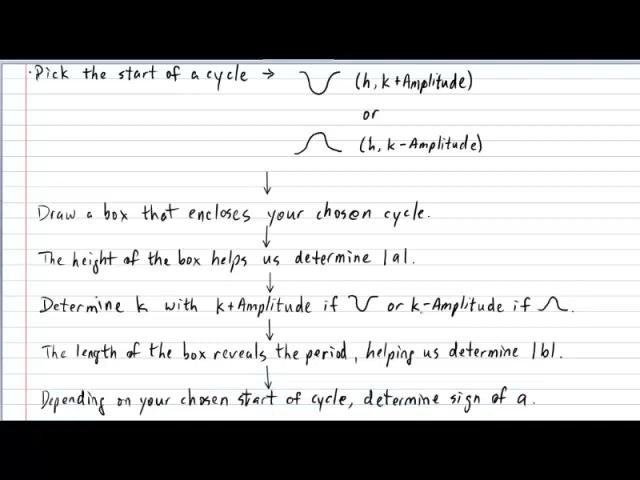 · Pick the start of a cycle → (h, k + Amplitude)
or
(h, k - Amplitude)
Draw a box that encloses your chosen cycle.
The height of the box helps us determine |a|.
Determine k with k + Amplitude if or k - Amplitude if .
The length of the box reveals the period, helping us determine |b|.
Depending on your chosen start of cycle, determine sign of a.